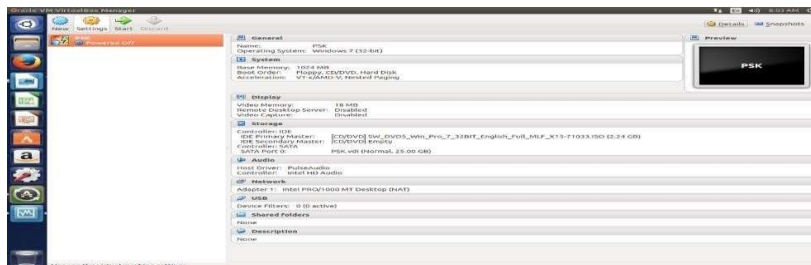 Oracle VM VirtualBox Manager
En 6:03 AM
New Settings Start Discard
Details Snapshots
PSK
Powered Off
General
Name: PSK
Operating System: Windows 7 (32-bit)
System
Base Memory: 1024 MB
Boot Order: Floppy, CD/DVD, Hard Disk
Acceleration: VT-x/AMD-V, Nested Paging
Preview
PSK
Display
Video Memory: 18 MB
Remote Desktop Server: Disabled
Video Capture: Disabled
Storage
Controller: IDE
IDE Primary Master: [CD/DVD] SW_DVD5_Win_Pro_7_32BIT_English_Full_MLF_X15-71033.ISO (2.24 GB)
IDE Secondary Master: [CD/DVD] Empty
Controller: SATA
SATA Port 0: PSK.vdi (Normal, 25.00 GB)
Audio
Host Driver: PulseAudio
Controller: Intel HD Audio
Network
Adapter 1: Intel PRO/1000 MT Desktop (NAT)
USB
Device Filters: 0 (0 active)
Shared folders
None
Description
None